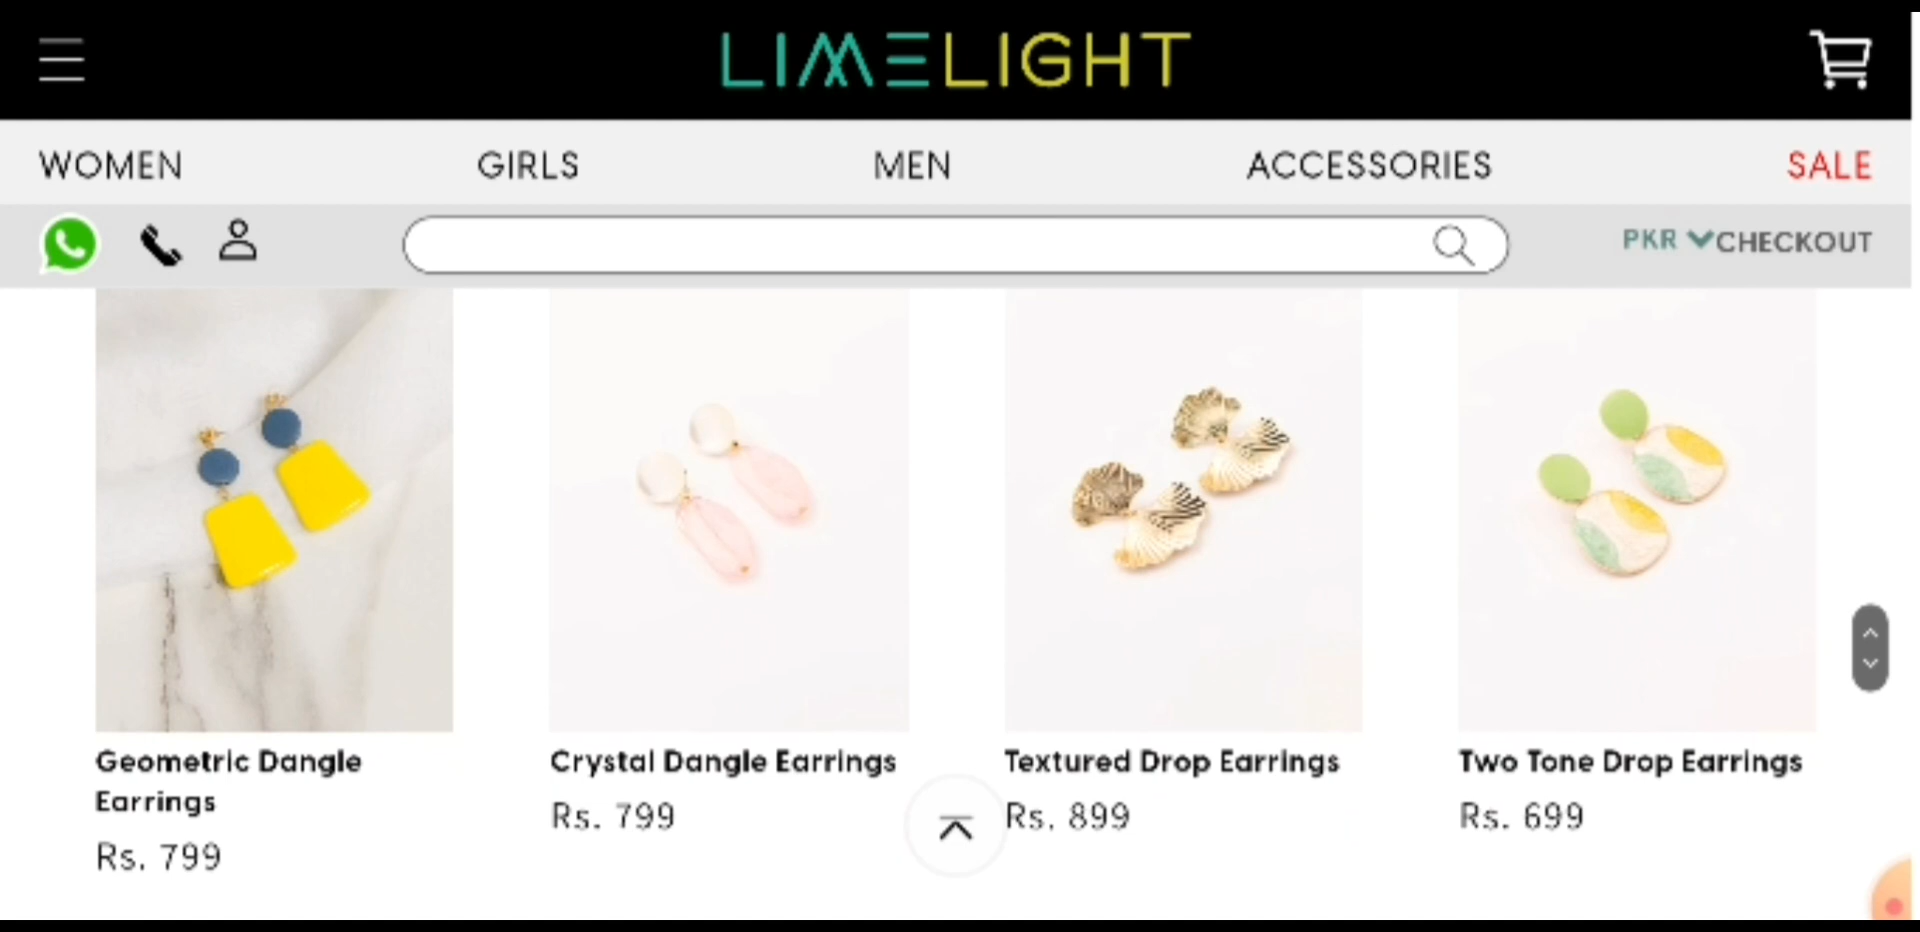 LIMELIGHT
WOMEN GIRLS MEN ACCESSORIES SALE
PKR CHECKOUT
Geometric Dangle
Earrings
Rs. 799
Crystal Dangle Earrings
Rs. 799
Textured Drop Earrings
Rs. 899
Two Tone Drop Earrings
Rs. 699